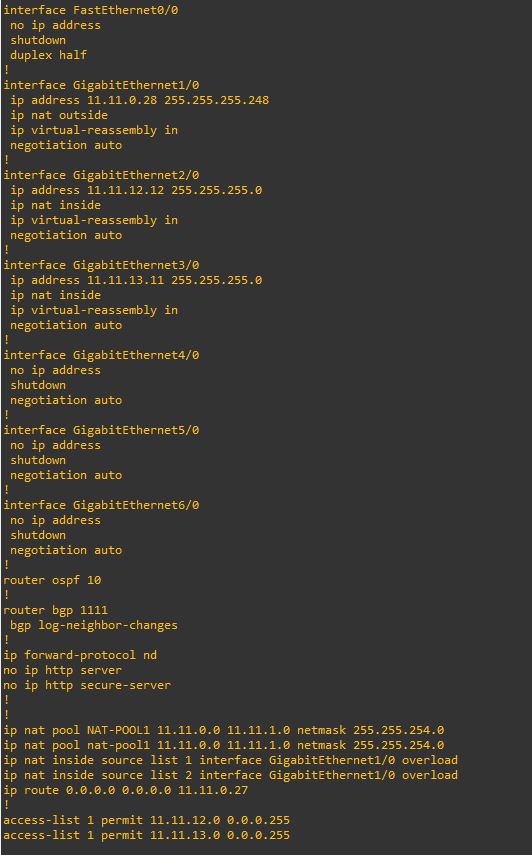 interface FastEthernet0/0
 no ip address
 shutdown
 duplex half
!
interface GigabitEthernet1/0
 ip address 11.11.0.28 255.255.255.248
 ip nat outside
 ip virtual-reassembly in
 negotiation auto
!
interface GigabitEthernet2/0
 ip address 11.11.12.12 255.255.255.0
 ip nat inside
 ip virtual-reassembly in
 negotiation auto
!
interface GigabitEthernet3/0
 ip address 11.11.13.11 255.255.255.0
 ip nat inside
 ip virtual-reassembly in
 negotiation auto
!
interface GigabitEthernet4/0
 no ip address
 shutdown
 negotiation auto
!
interface GigabitEthernet5/0
 no ip address
 shutdown
 negotiation auto
!
interface GigabitEthernet6/0
 no ip address
 shutdown
 negotiation auto
!
router ospf 10
!
router bgp 1111
 bgp log-neighbor-changes
!
ip forward-protocol nd
no ip http server
no ip http secure-server
!
!
ip nat pool NAT-POOL1 11.11.0.0 11.11.1.0 netmask 255.255.254.0
ip nat pool nat-pool1 11.11.0.0 11.11.1.0 netmask 255.255.254.0
ip nat inside source list 1 interface GigabitEthernet1/0 overload
ip nat inside source list 2 interface GigabitEthernet1/0 overload
ip route 0.0.0.0 0.0.0.0 11.11.0.27
!
access-list 1 permit 11.11.12.0 0.0.0.255
access-list 1 permit 11.11.13.0 0.0.0.255